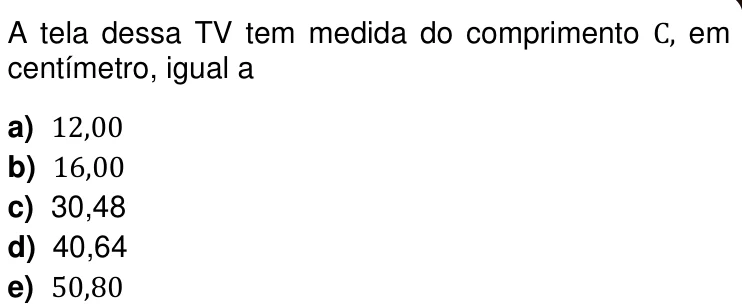 A tela dessa TV tem medida do comprimento C, em
centímetro, igual a
a) 12,00
b) 16,00
c) 30,48
d) 40,64
e) 50,80